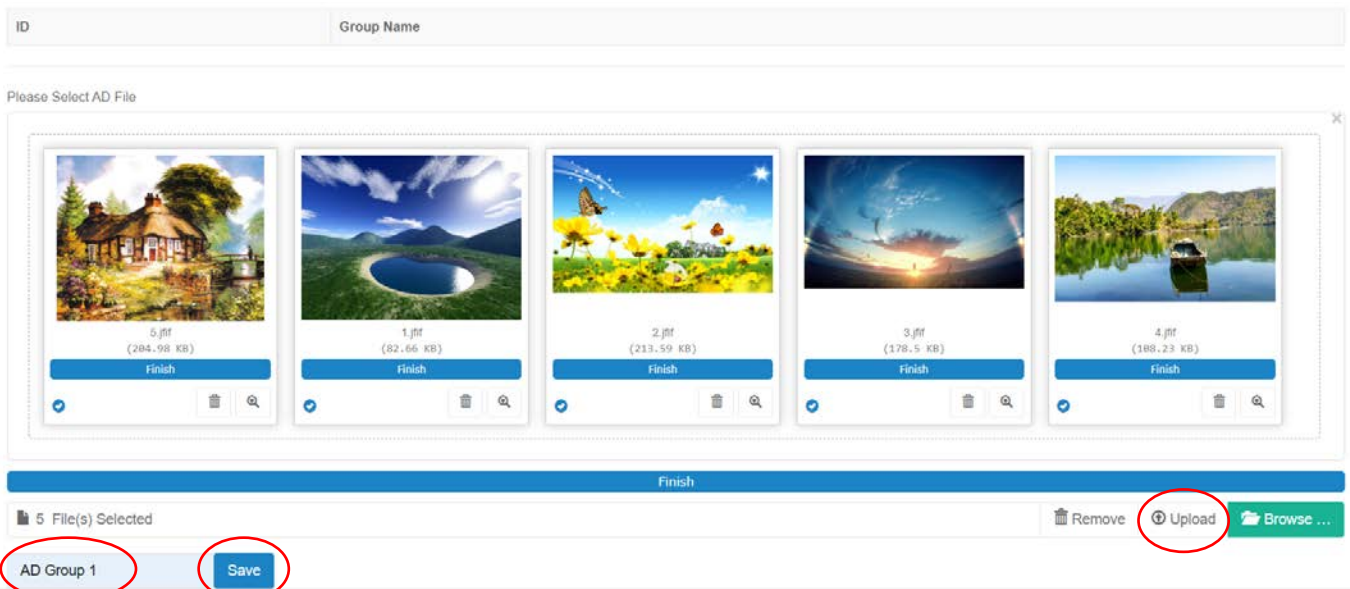 ID Group Name
Please Select AD File
×
5.jfif 1.jfif 2.jfif 3.jfif 4.jfif
(204.98 KB) (82.66 KB) (213.59 KB) (178.5 KB) (108.23 KB)
Finish Finish Finish Finish Finish
Finish
5 File(s) Selected Remove Upload Browse ...
AD Group 1 Save